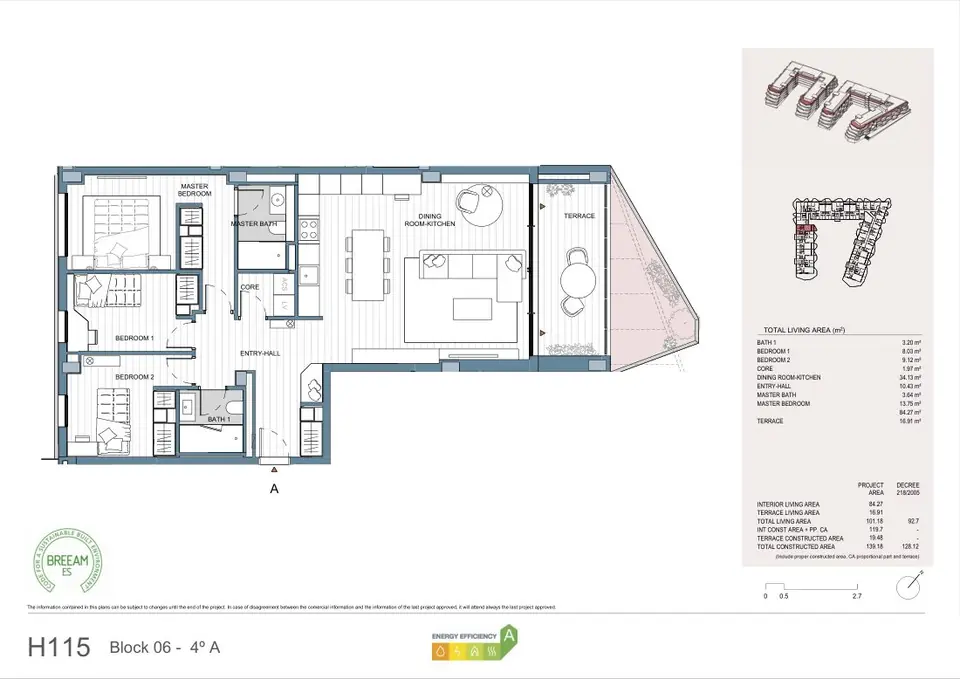 MASTER
BEDROOM
MASTER BATH
DINING
ROOM-KITCHEN
TERRACE
CORE
ACS
LV
BEDROOM 1
ENTRY-HALL
BEDROOM 2
BATH 1
A
TOTAL LIVING AREA (m²)
BATH 1 3.20 m²
BEDROOM 1 8.03 m²
BEDROOM 2 9.12 m²
CORE 1.97 m²
DINING ROOM-KITCHEN 34.13 m²
ENTRY-HALL 10.43 m²
MASTER BATH 3.64 m²
MASTER BEDROOM 13.75 m²
84.27 m²
TERRACE 16.91 m²
PROJECT DECREE
AREA 218/2005
INTERIOR LIVING AREA 84.27
TERRACE LIVING AREA 16.91 -
TOTAL LIVING AREA 101.18 92.7
INT CONST AREA + PP. CA 119.7 -
TERRACE CONSTRUCTED AREA 19.48 -
TOTAL CONSTRUCTED AREA 139.18 128.12
(Include proper constructed area, CA proportional part and terrace)
0 0.5 2.7
N
CODE FOR A SUSTAINABLE BUILT ENVIRONMENT
BREEAM
ES
The information contained in this plans can be subject to changes until the end of the project. In case of disagreement between the comercial information and the information of the last project approved, it will attend always the last project approved.
H115 Block 06 - 4º A
ENERGY EFFICIENCY A